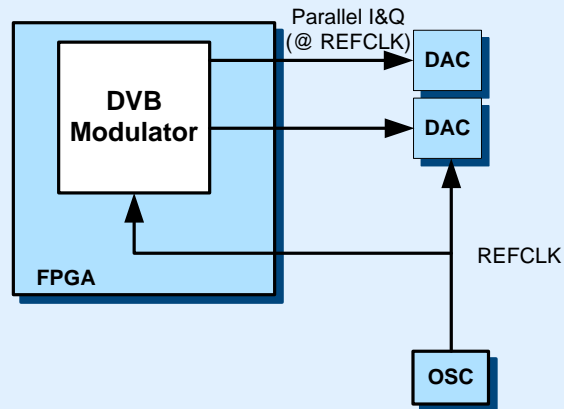 Parallel I&Q
(@ REFCLK)
DAC
DVB
Modulator
DAC
REFCLK
FPGA
OSC